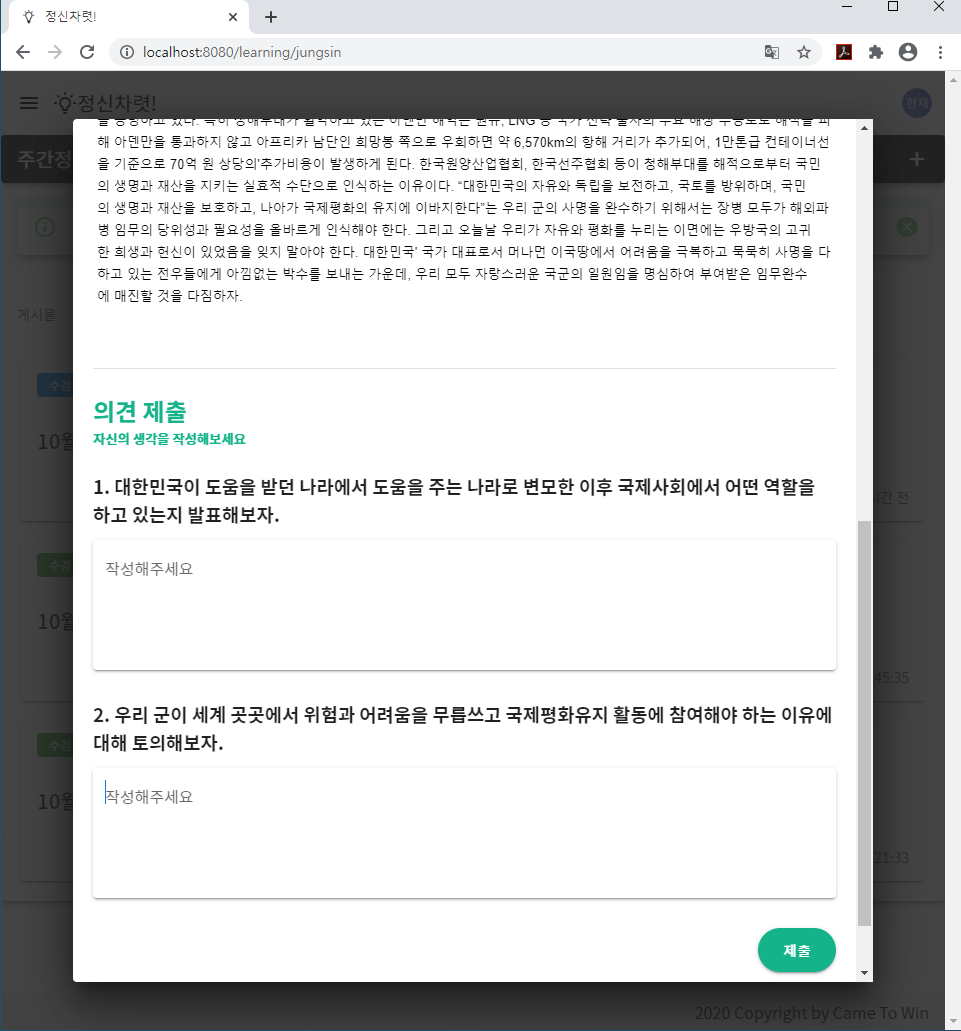 정신차렷!
localhost:8080/learning/jungsin
정신차렷!
현재
주간정
해 아덴만을 통과하지 않고 아프리카 남단인 희망봉 쪽으로 우회하면 약 6,570km의 항해 거리가 추가되어, 1만톤급 컨테이너선
을 기준으로 70억 원 상당의'추가비용이 발생하게 된다. 한국원양산업협회, 한국선주협회 등이 청해부대를 해적으로부터 국민
의 생명과 재산을 지키는 실효적 수단으로 인식하는 이유이다. “대한민국의 자유와 독립을 보전하고, 국토를 방위하며, 국민
의 생명과 재산을 보호하고, 나아가 국제평화의 유지에 이바지한다”는 우리 군의 사명을 완수하기 위해서는 장병 모두가 해외파
병 임무의 당위성과 필요성을 올바르게 인식해야 한다. 그리고 오늘날 우리가 자유와 평화를 누리는 이면에는 우방국의 고귀
한 희생과 헌신이 있었음을 잊지 말아야 한다. 대한민국' 국가 대표로서 머나먼 이국땅에서 어려움을 극복하고 묵묵히 사명을 다
하고 있는 전우들에게 아낌없는 박수를 보내는 가운데, 우리 모두 자랑스러운 국군의 일원임을 명심하여 부여받은 임무완수
에 매진할 것을 다짐하자.
게시물
수강
10월
시간 전
의견 제출
자신의 생각을 작성해보세요
1. 대한민국이 도움을 받던 나라에서 도움을 주는 나라로 변모한 이후 국제사회에서 어떤 역할을
하고 있는지 발표해보자.
작성해주세요
수강
10월
45:35
2. 우리 군이 세계 곳곳에서 위험과 어려움을 무릅쓰고 국제평화유지 활동에 참여해야 하는 이유에
대해 토의해보자.
작성해주세요
수강
10월
21:33
제출
2020 Copyright by Came To Win